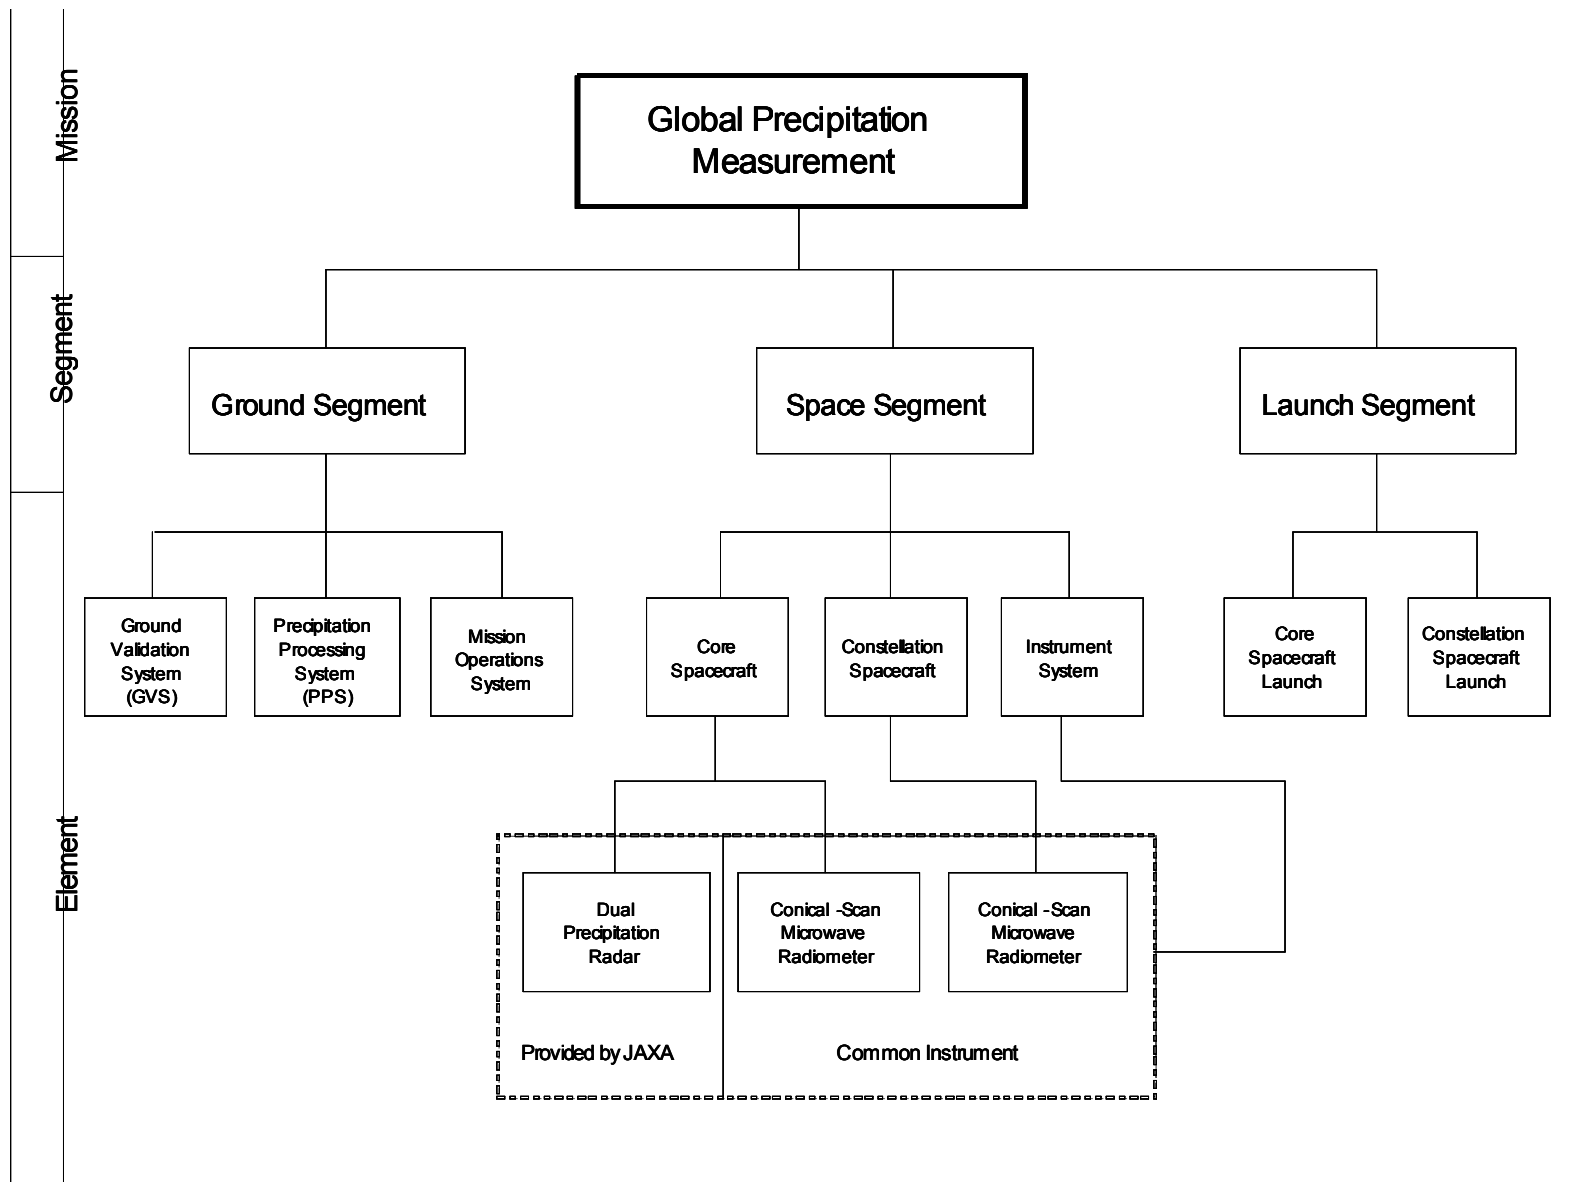 Mission
Global Precipitation
Measurement
Segment
Ground Segment
Space Segment
Launch Segment
Element
Ground
Validation
System
(GVS)
Precipitation
Processing
System
(PPS)
Mission
Operations
System
Core
Spacecraft
Constellation
Spacecraft
Instrument
System
Core
Spacecraft
Launch
Constellation
Spacecraft
Launch
Dual
Precipitation
Radar
Conical -Scan
Microwave
Radiometer
Conical -Scan
Microwave
Radiometer
Provided by JAXA
Common Instrument